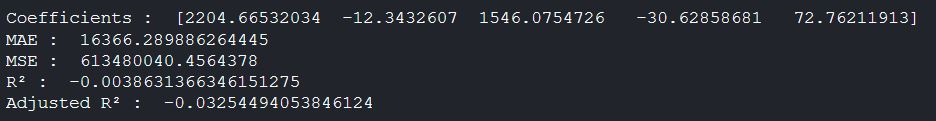 Coefficients :  [2204.66532034  -12.3432607  1546.0754726   -30.62858681   72.76211913]
MAE :  16366.289886264445
MSE :  613480040.4564378
R² :  -0.0038631366346151275
Adjusted R² :  -0.03254494053846124